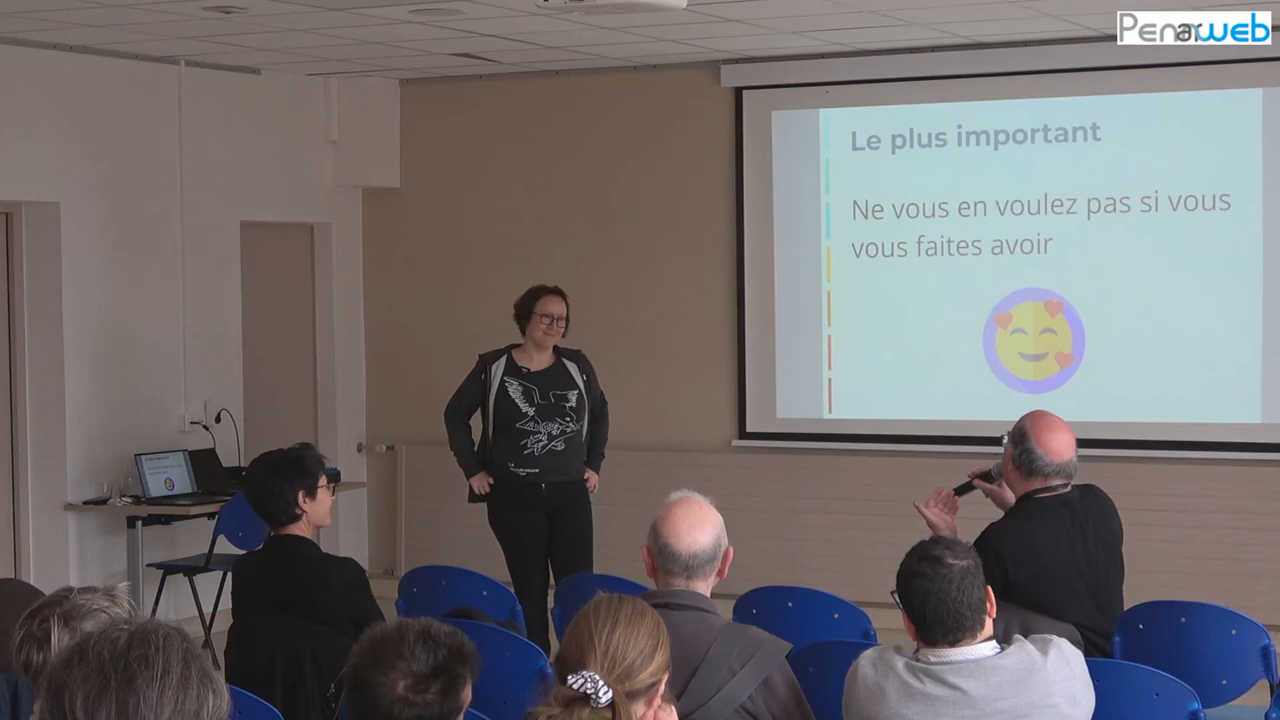 Penarweb
Le plus important
Ne vous en voulez pas si vous
vous faites avoir